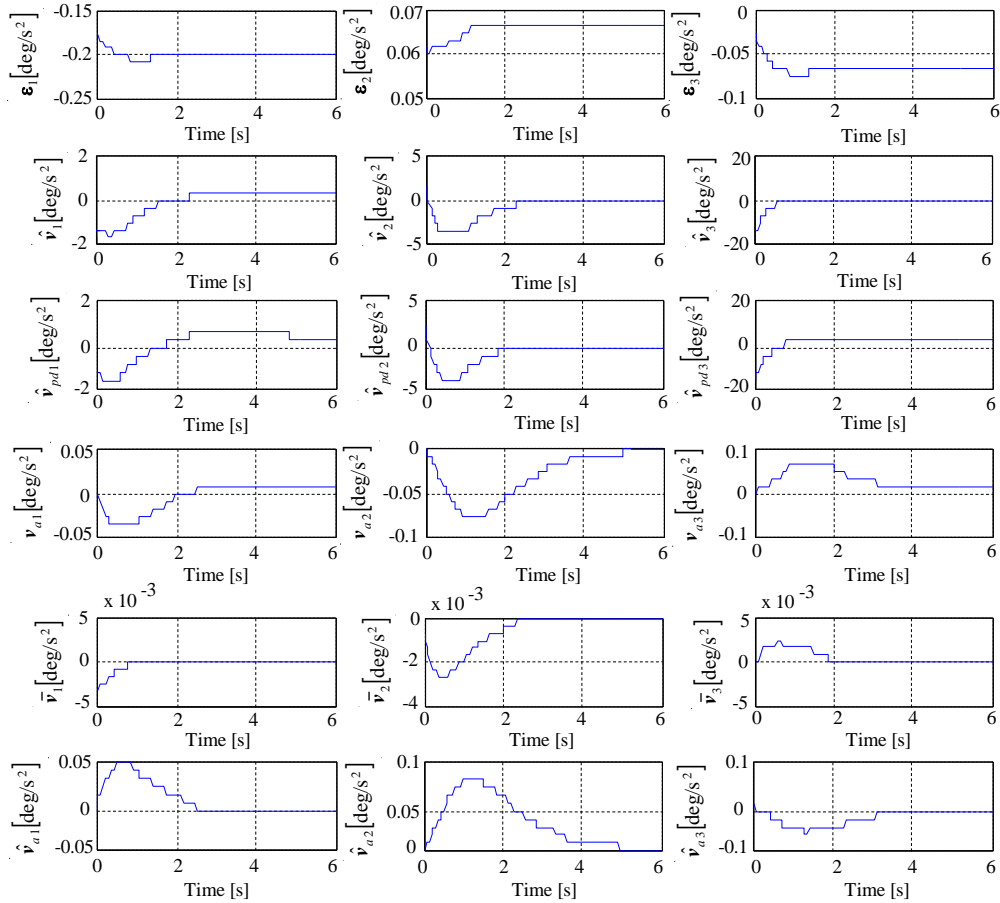 -0.15
-0.2
-0.25
0 2 4 6
Time [s]
ε1 [deg/s]
0.07
0.06
0.05
0 2 4 6
Time [s]
ε2 [deg/s]
0
-0.05
-0.1
0 2 4 6
Time [s]
ε3 [deg/s]
2
0
-2
0 2 4 6
Time [s]
v̂1 [deg/s²]
5
0
-5
0 2 4 6
Time [s]
v̂2 [deg/s²]
20
0
-20
0 2 4 6
Time [s]
v̂3 [deg/s²]
2
0
-2
0 2 4 6
Time [s]
v̂pd1 [deg/s²]
5
0
-5
0 2 4 6
Time [s]
v̂pd2 [deg/s²]
20
0
-20
0 2 4 6
Time [s]
v̂pd3 [deg/s²]
0.05
0
-0.05
0 2 4 6
Time [s]
va1 [deg/s²]
0
-0.05
-0.1
0 2 4 6
Time [s]
va2 [deg/s²]
0.1
0
-0.1
0 2 4 6
Time [s]
va3 [deg/s²]
x 10 -3
5
0
-5
0 2 4 6
Time [s]
v̄1 [deg/s²]
x 10 -3
0
-2
-4
0 2 4 6
Time [s]
v̄2 [deg/s²]
x 10 -3
5
0
-5
0 2 4 6
Time [s]
v̄3 [deg/s²]
0.05
0
-0.05
0 2 4 6
Time [s]
v̂a1 [deg/s²]
0.1
0.05
0
0 2 4 6
Time [s]
v̂a2 [deg/s²]
0.1
0
-0.1
0 2 4 6
Time [s]
v̂a3 [deg/s²]